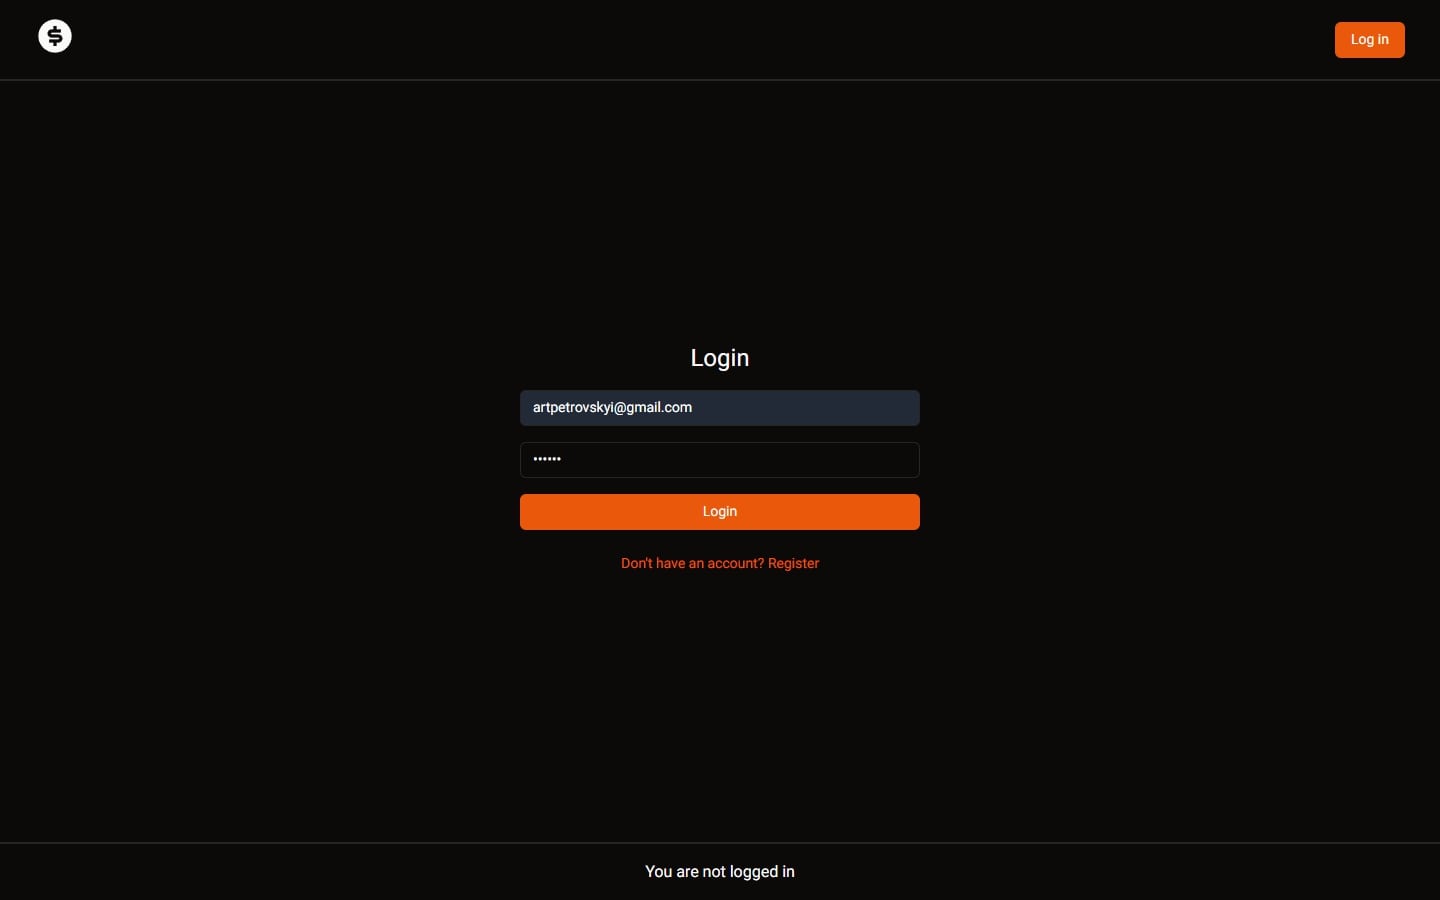 $
Log in
Login
artpetrovskyi@gmail.com
••••••
Login
Don't have an account? Register
You are not logged in